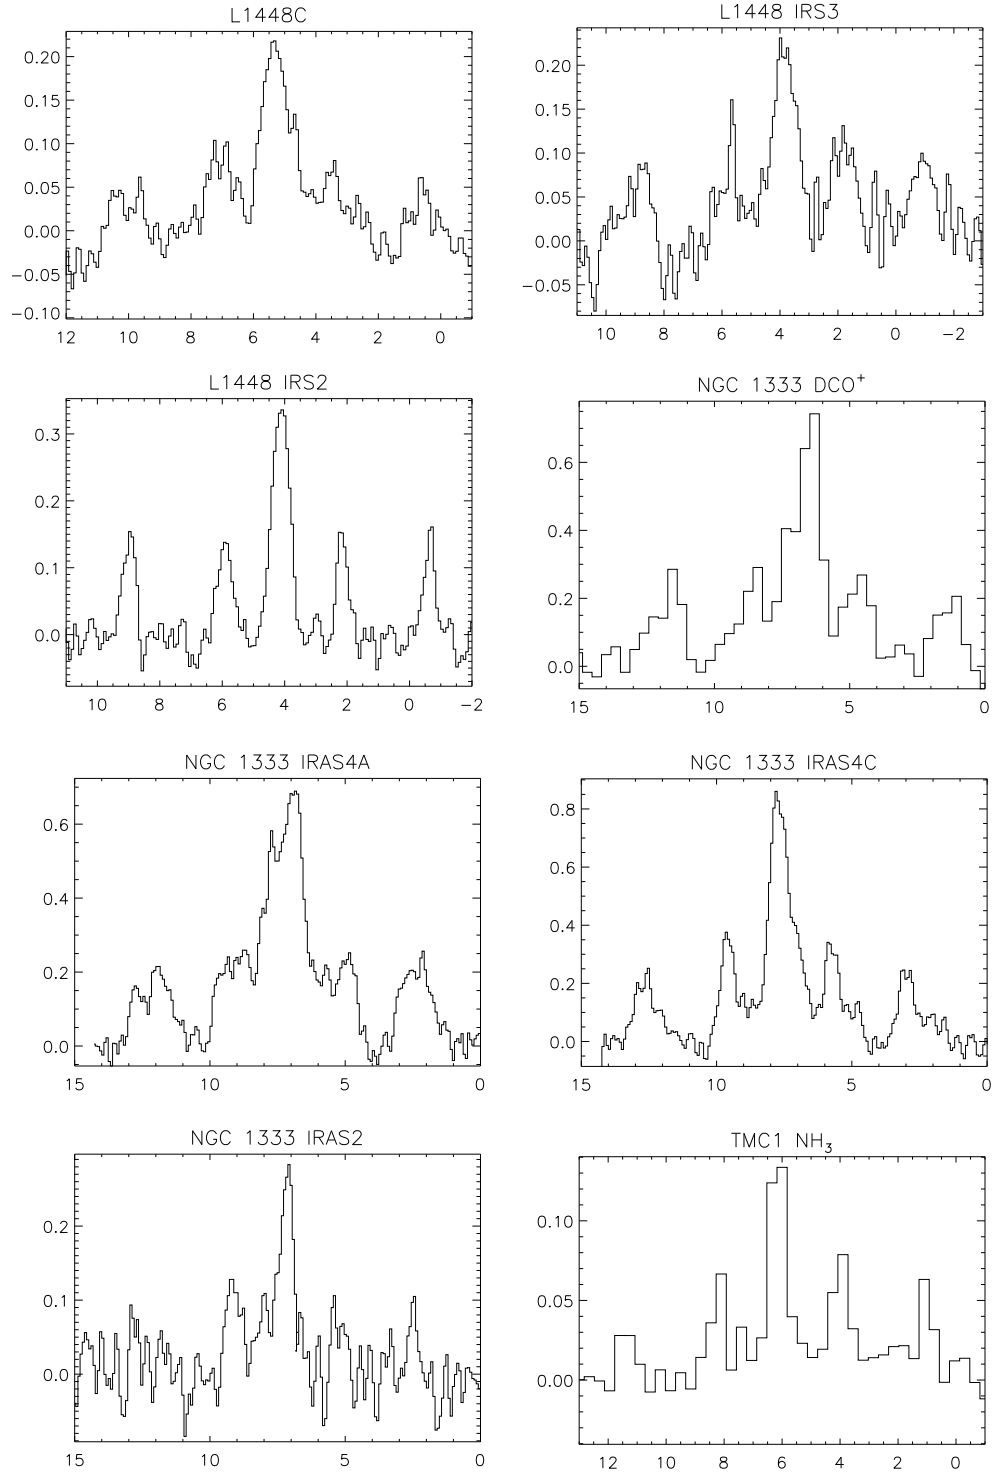 L1448C
0.20
0.15
0.10
0.05
0.00
−0.05
−0.10
12 10 8 6 4 2 0
L1448 IRS3
0.20
0.15
0.10
0.05
0.00
−0.05
10 8 6 4 2 0 −2
L1448 IRS2
0.3
0.2
0.1
0.0
10 8 6 4 2 0 −2
NGC 1333 DCO⁺
0.6
0.4
0.2
0.0
15 10 5 0
NGC 1333 IRAS4A
0.6
0.4
0.2
0.0
15 10 5 0
NGC 1333 IRAS4C
0.8
0.6
0.4
0.2
0.0
15 10 5 0
NGC 1333 IRAS2
0.2
0.1
0.0
15 10 5 0
TMC1 NH₃
0.10
0.05
0.00
12 10 8 6 4 2 0